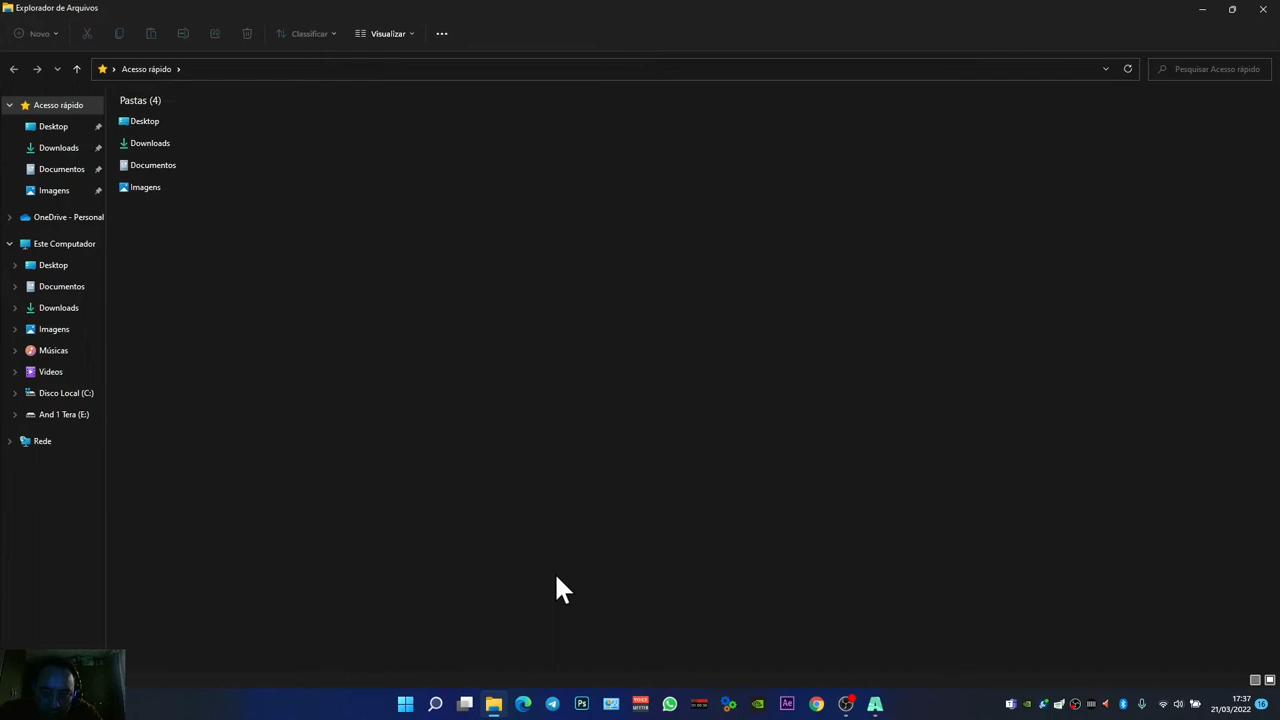 Explorador de Arquivos
Novo
Classificar
Visualizar
Acesso rápido
Pesquisar Acesso rápido
Acesso rápido
Desktop
Downloads
Documentos
Imagens
OneDrive - Personal
Este Computador
Desktop
Documentos
Downloads
Imagens
Músicas
Vídeos
Disco Local (C:)
And 1 Tera (E:)
Rede
Pastas (4)
Desktop
Downloads
Documentos
Imagens
Ps
Ae
17:37
21/03/2022